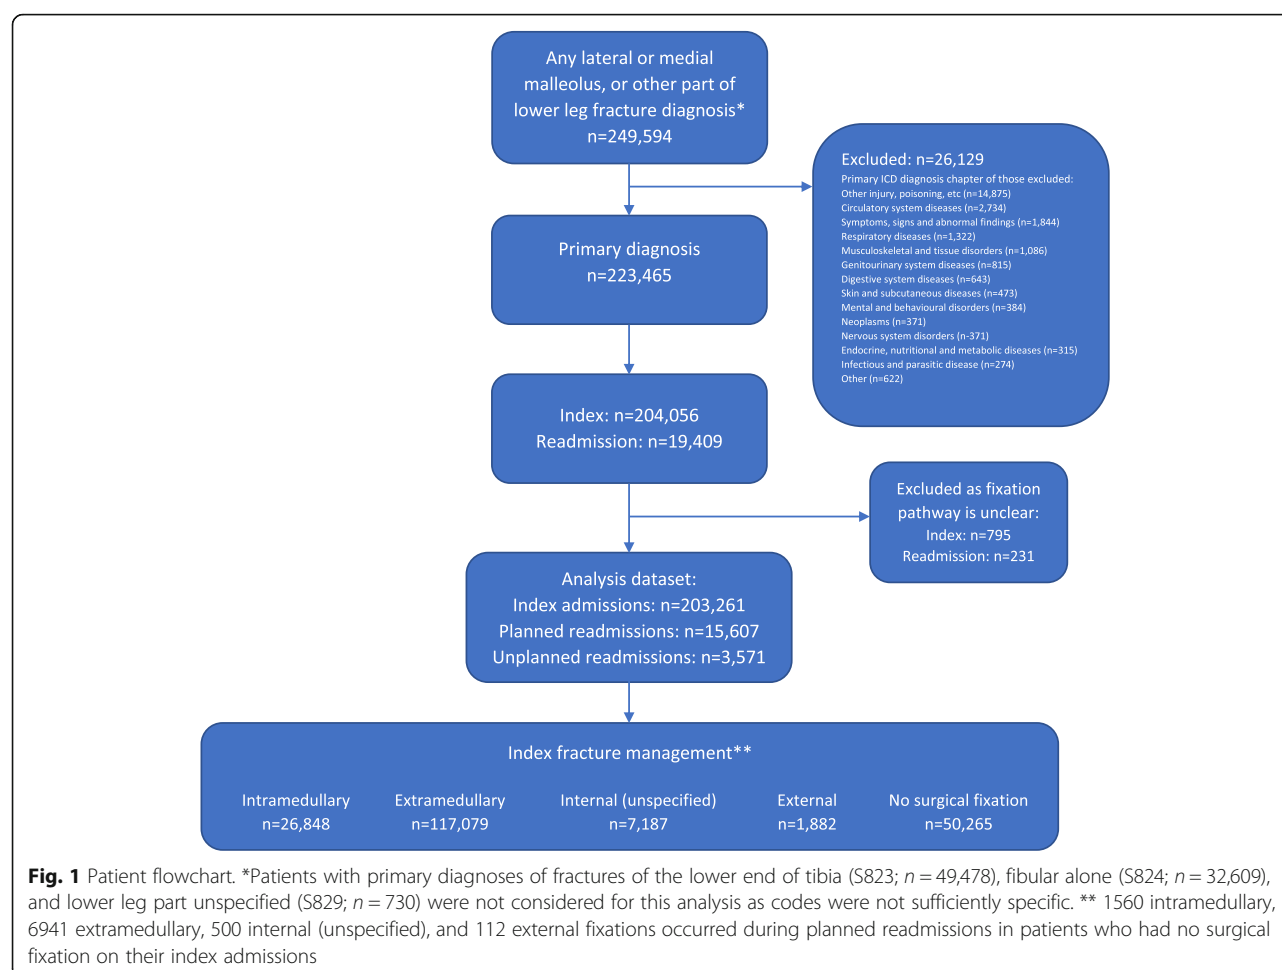 Any lateral or medial
malleolus, or other part of
lower leg fracture diagnosis*
n=249,594
Excluded: n=26,129
Primary ICD diagnosis chapter of those excluded:
Other injury, poisoning, etc (n=14,875)
Circulatory system diseases (n=2,734)
Symptoms, signs and abnormal findings (n=1,844)
Respiratory diseases (n=1,322)
Musculoskeletal and tissue disorders (n=1,086)
Genitourinary system diseases (n=815)
Digestive system diseases (n=643)
Skin and subcutaneous diseases (n=473)
Mental and behavioural disorders (n=384)
Neoplasms (n=371)
Nervous system disorders (n-371)
Endocrine, nutritional and metabolic diseases (n=315)
Infectious and parasitic disease (n=274)
Other (n=622)
Primary diagnosis
n=223,465
Index: n=204,056
Readmission: n=19,409
Excluded as fixation
pathway is unclear:
Index: n=795
Readmission: n=231
Analysis dataset:
Index admissions: n=203,261
Planned readmissions: n=15,607
Unplanned readmissions: n=3,571
Index fracture management**
Intramedullary Extramedullary Internal (unspecified) External No surgical fixation
n=26,848 n=117,079 n=7,187 n=1,882 n=50,265
Fig. 1 Patient flowchart. *Patients with primary diagnoses of fractures of the lower end of tibia (S823; n = 49,478), fibular alone (S824; n = 32,609),
and lower leg part unspecified (S829; n = 730) were not considered for this analysis as codes were not sufficiently specific. ** 1560 intramedullary,
6941 extramedullary, 500 internal (unspecified), and 112 external fixations occurred during planned readmissions in patients who had no surgical
fixation on their index admissions